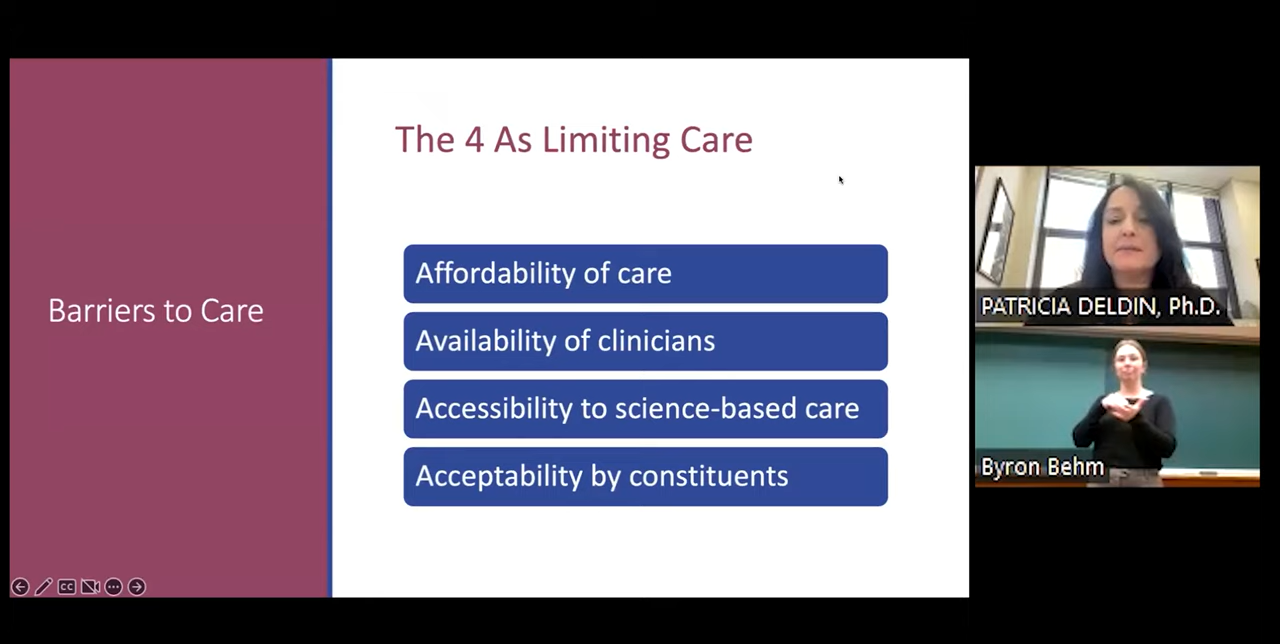 Barriers to Care
The 4 As Limiting Care
Affordability of care
Availability of clinicians
Accessibility to science-based care
Acceptability by constituents
CC
PATRICIA DELDIN, Ph.D.
Byron Behm